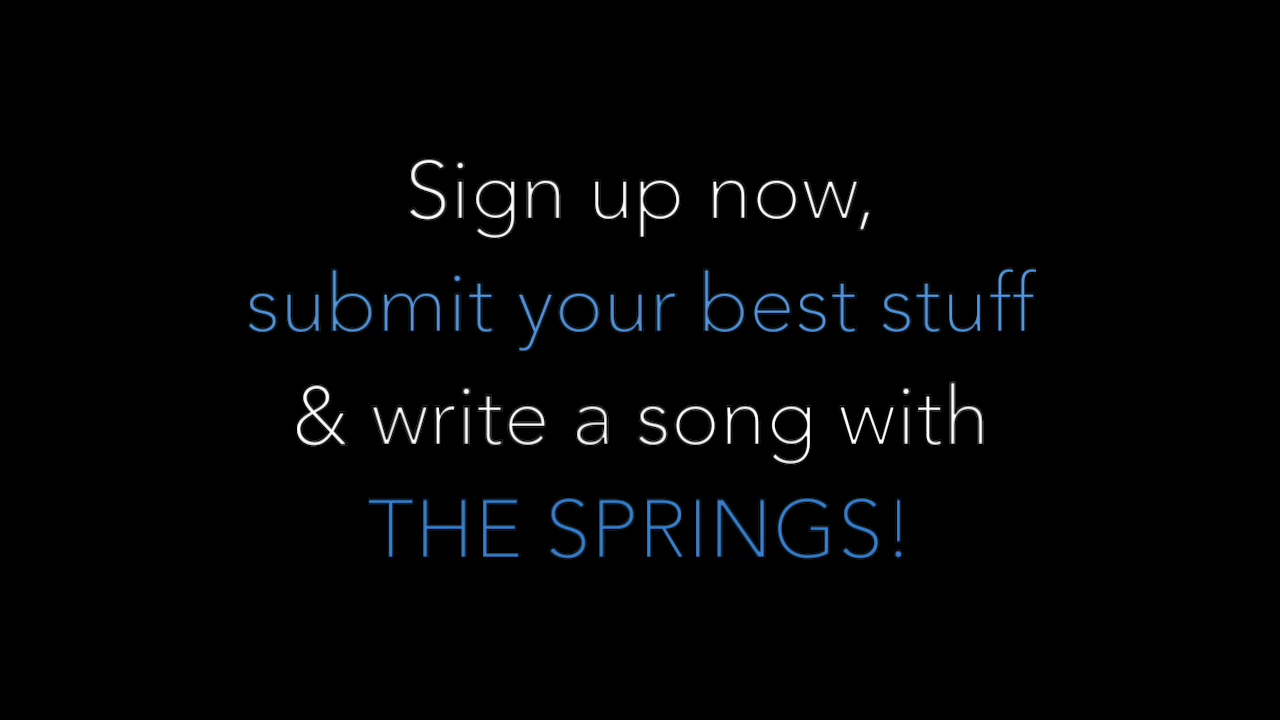 Sign up now,
submit your best stuff
& write a song with
THE SPRINGS!